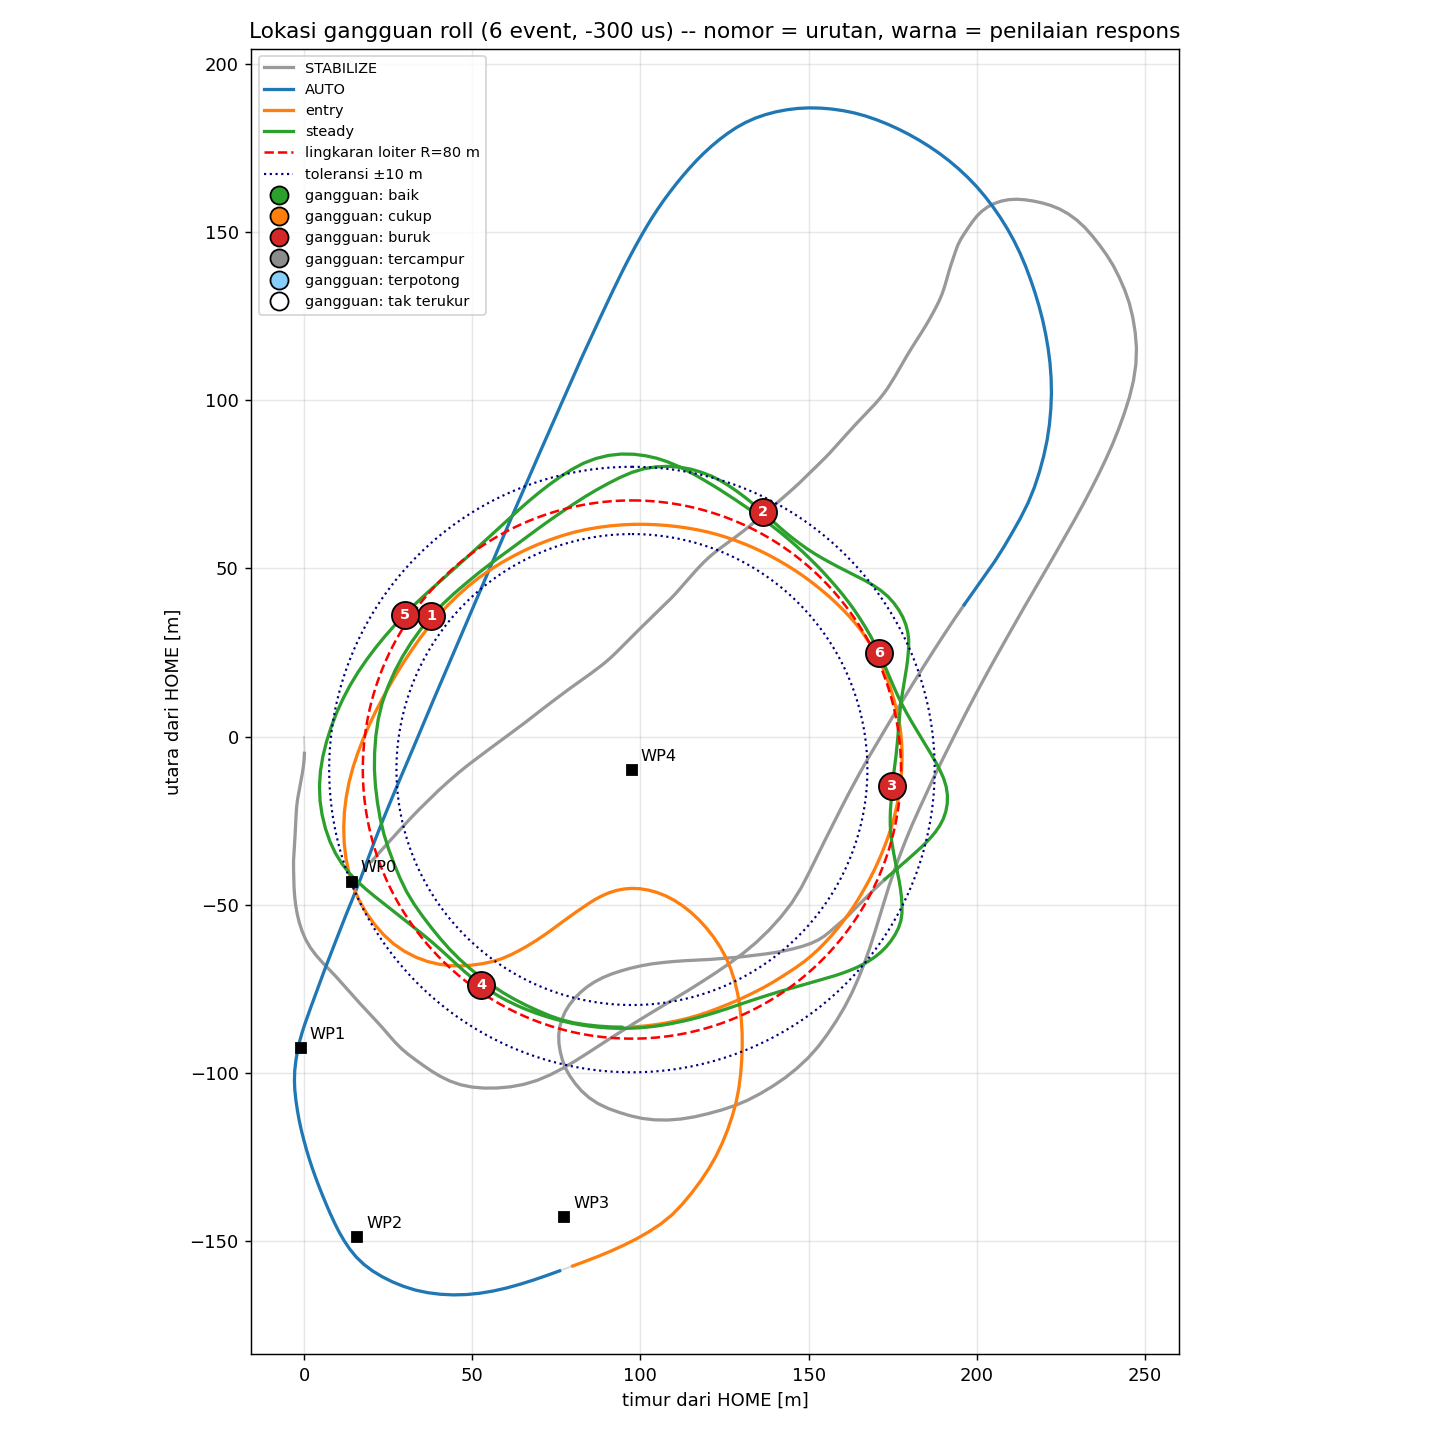 Lokasi gangguan roll (6 event, -300 us) -- nomor = urutan, warna = penilaian respons
STABILIZE
AUTO
entry
steady
lingkaran loiter R=80 m
toleransi ±10 m
gangguan: baik
gangguan: cukup
gangguan: buruk
gangguan: tercampur
gangguan: terpotong
gangguan: tak terukur
200
150
100
50
0
−50
−100
−150
utara dari HOME [m]
2
5
1
6
WP4
3
WP0
4
WP1
WP3
WP2
0
50
100
150
200
250
timur dari HOME [m]